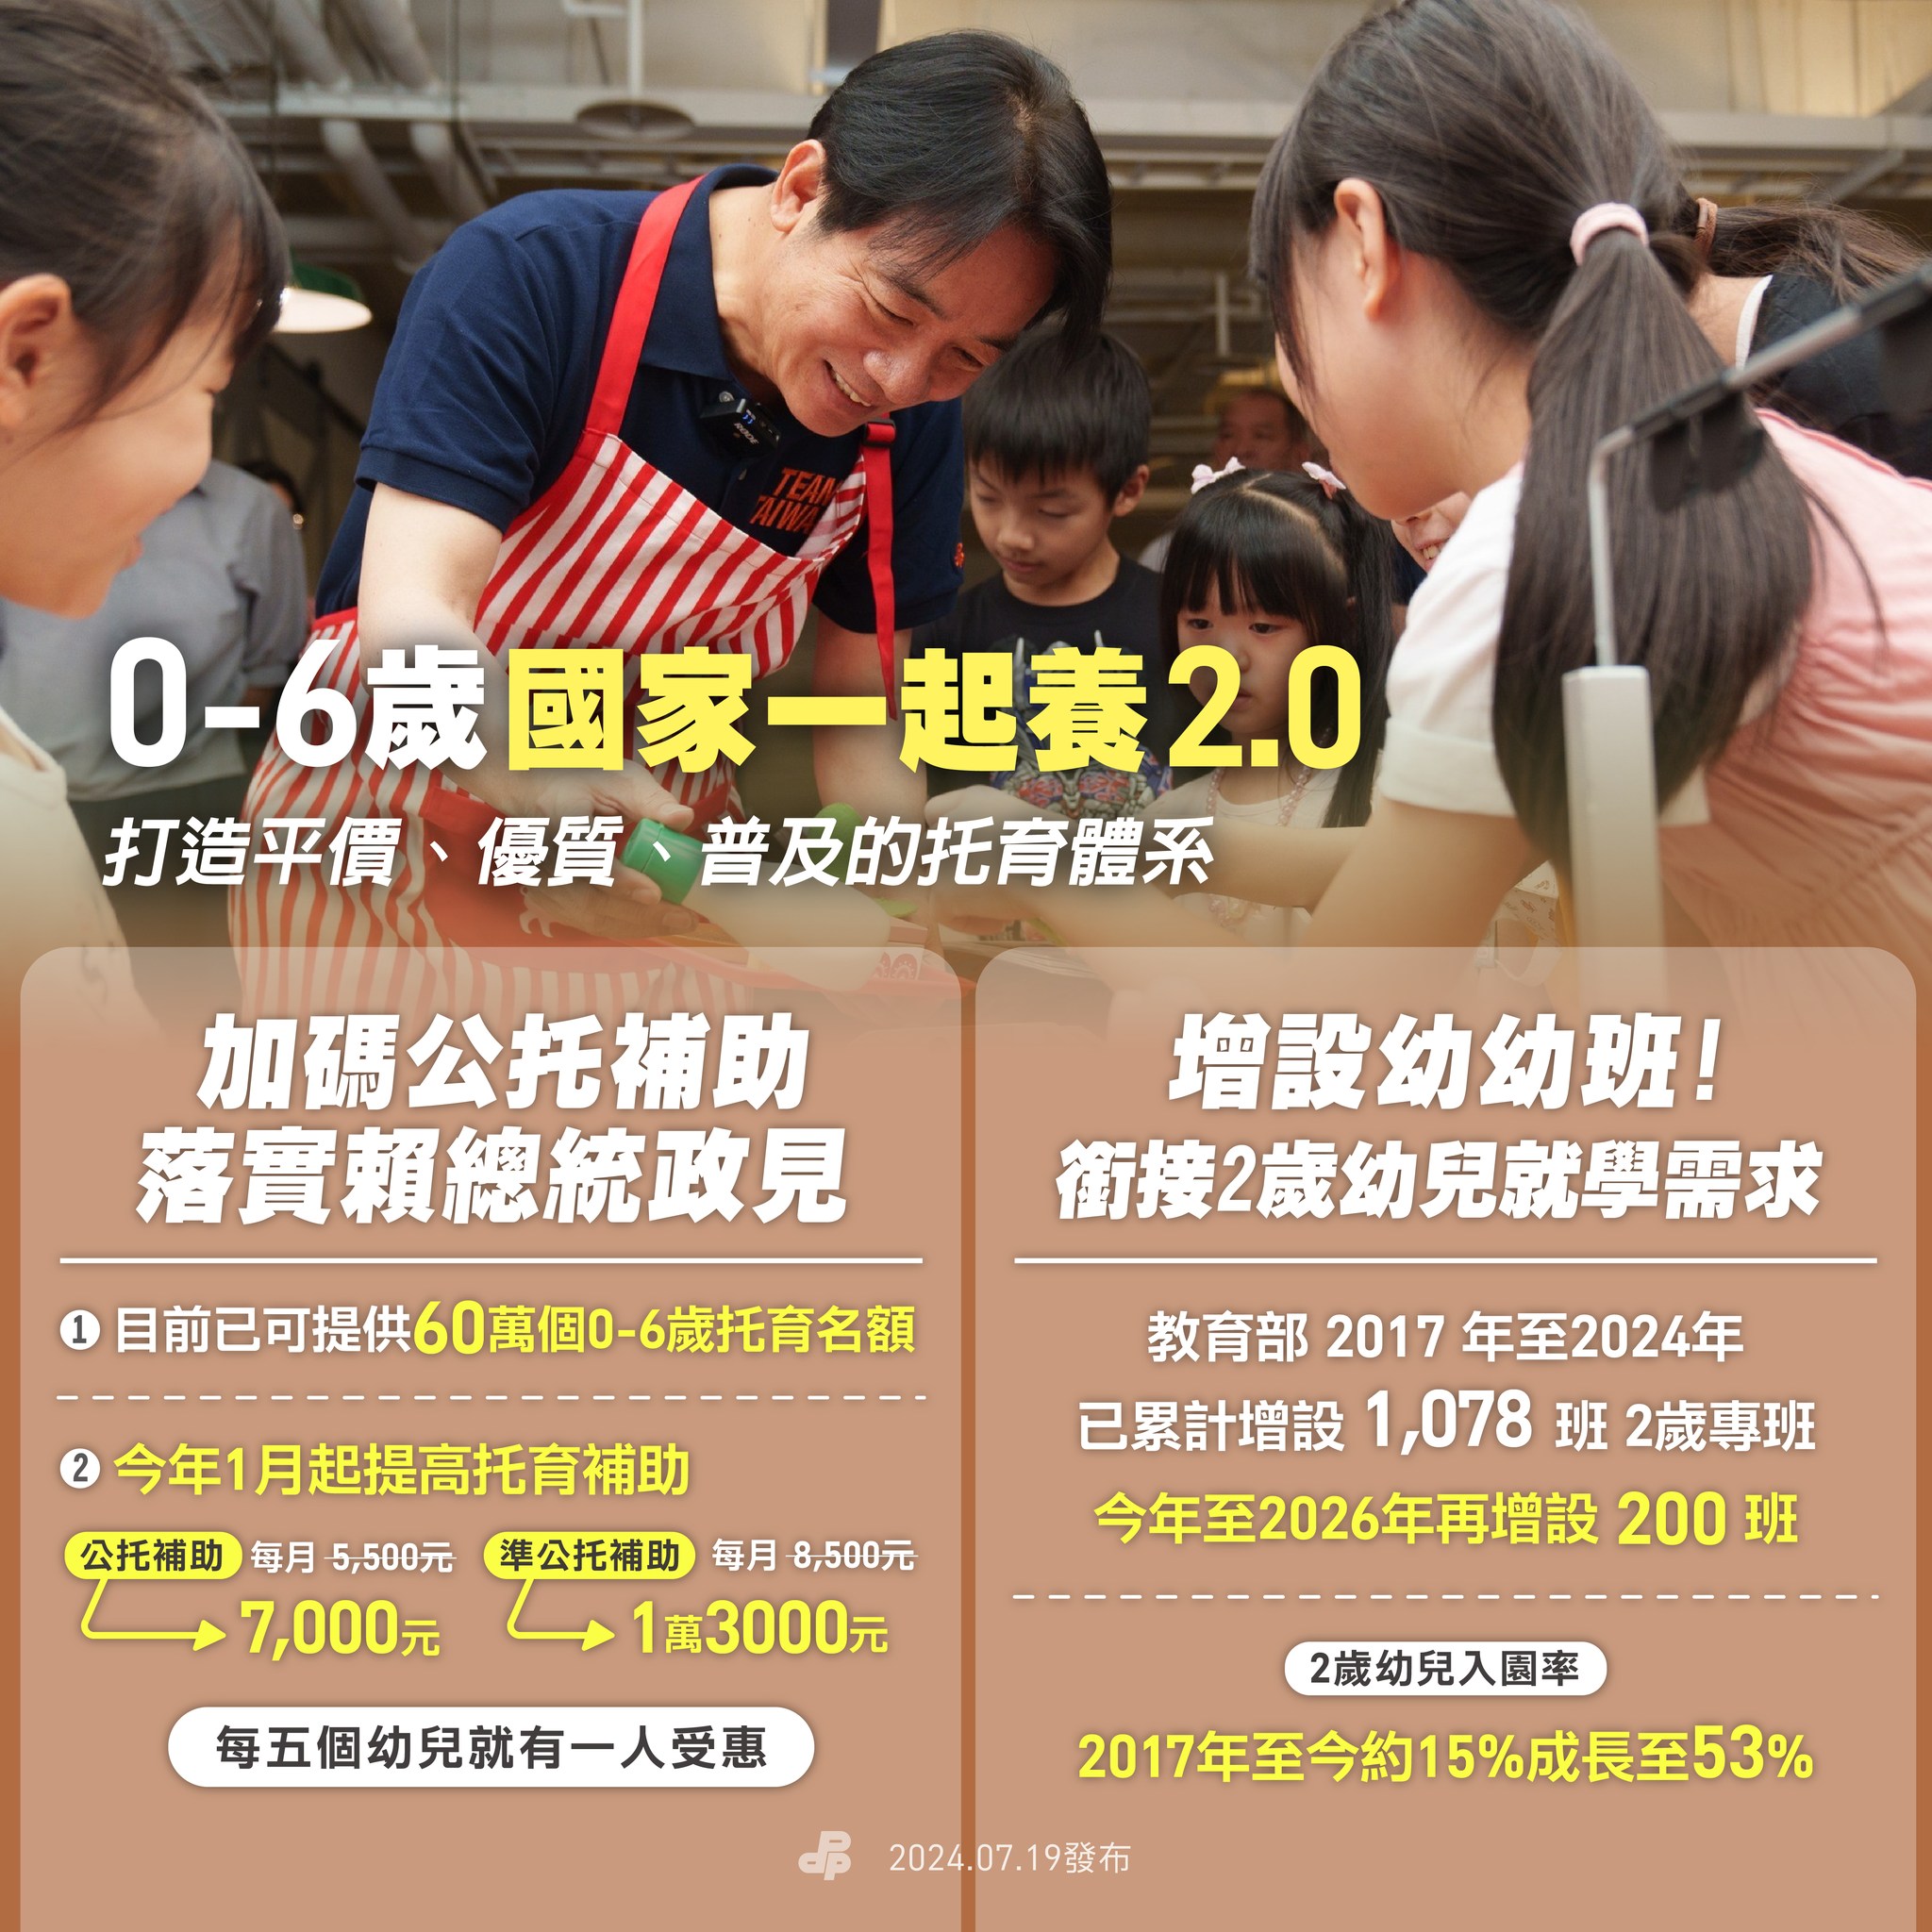 RODE
TEAM
TAIWA
0-6歲國家一起養2.0
打造平價、優質、普及的托育體系
加碼公托補助
落實賴總統政見
1 目前已可提供60萬個0-6歲托育名額
2 今年1月起提高托育補助
公托補助 每月 5,500元
7,000元
準公托補助 每月 8,500元
1萬3000元
每五個幼兒就有一人受惠
增設幼幼班!
銜接2歲幼兒就學需求
教育部 2017 年至2024年
已累計增設 1,078 班 2歲專班
今年至2026年再增設 200 班
2歲幼兒入園率
2017年至今約15%成長至53%
DPP 2024.07.19發布